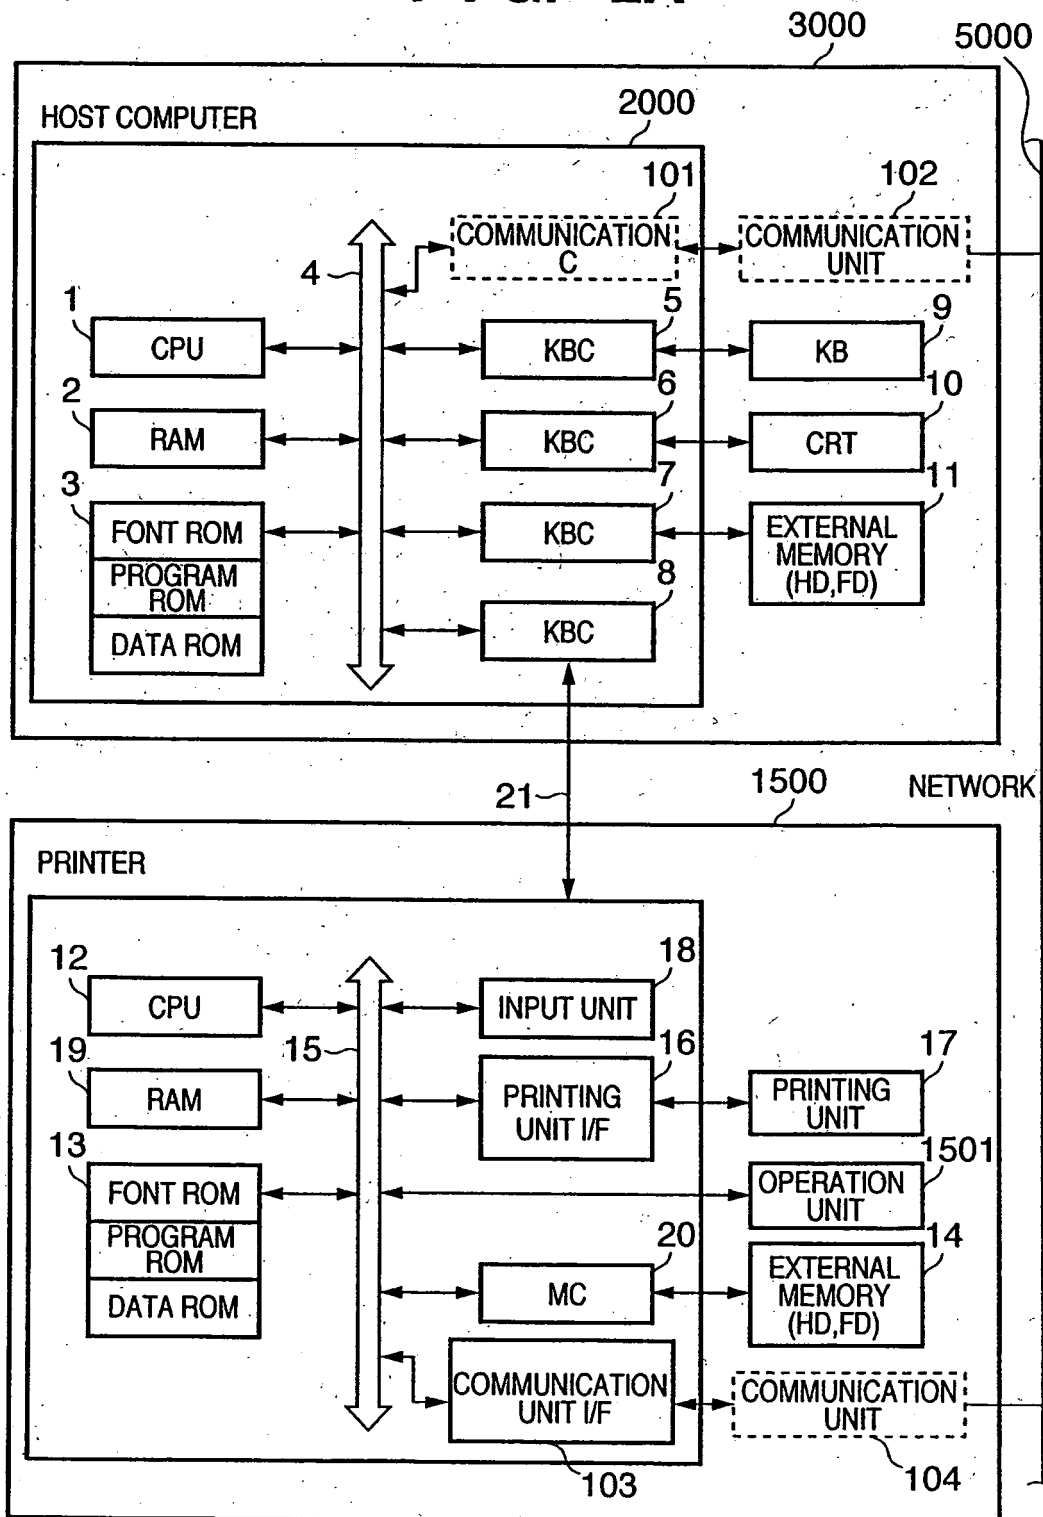 3000
5000
HOST COMPUTER
2000
101
102
COMMUNICATION
C
COMMUNICATION
UNIT
4
1
CPU
5
KBC
9
KB
2
RAM
6
KBC
10
CRT
3
FONT ROM
PROGRAM
ROM
DATA ROM
7
KBC
11
EXTERNAL
MEMORY
(HD,FD)
8
KBC
21
1500
NETWORK
PRINTER
12
CPU
18
INPUT UNIT
15
19
RAM
16
PRINTING
UNIT I/F
17
PRINTING
UNIT
13
FONT ROM
PROGRAM
ROM
DATA ROM
1501
OPERATION
UNIT
20
MC
14
EXTERNAL
MEMORY
(HD,FD)
COMMUNICATION
UNIT I/F
103
COMMUNICATION
UNIT
104